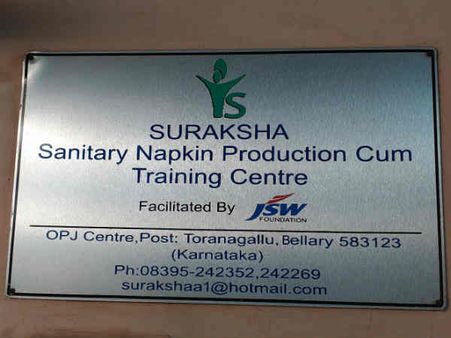 S
SURAKSHA
Sanitary Napkin Production Cum
Training Centre
Facilitated By JSW
FOUNDATION
OPJ Centre,Post: Toranagallu,Bellary 583123
(Karnataka)
Ph:08395-242352,242269
surakshaa1@hotmail.com